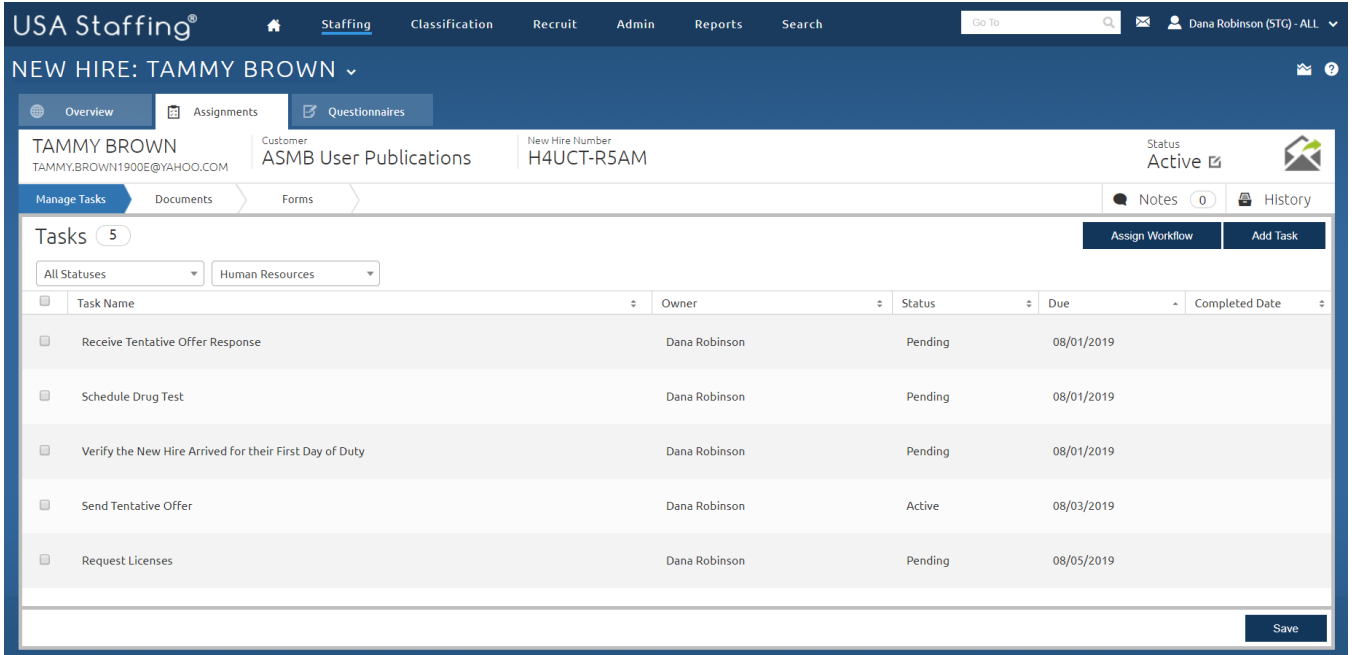 USA Staffing® Staffing Classification Recruit Admin Reports Search Go To Dana Robinson (STG) - ALL
NEW HIRE: TAMMY BROWN
Overview Assignments Questionnaires
TAMMY BROWN Customer New Hire Number Status
TAMMY.BROWN1900E@YAHOO.COM ASMB User Publications H4UCT-R5AM Active
Manage Tasks Documents Forms Notes 0 History
Tasks 5 Assign Workflow Add Task
All Statuses Human Resources
Task Name Owner Status Due Completed Date
Receive Tentative Offer Response Dana Robinson Pending 08/01/2019
Schedule Drug Test Dana Robinson Pending 08/01/2019
Verify the New Hire Arrived for their First Day of Duty Dana Robinson Pending 08/01/2019
Send Tentative Offer Dana Robinson Active 08/03/2019
Request Licenses Dana Robinson Pending 08/05/2019
Save